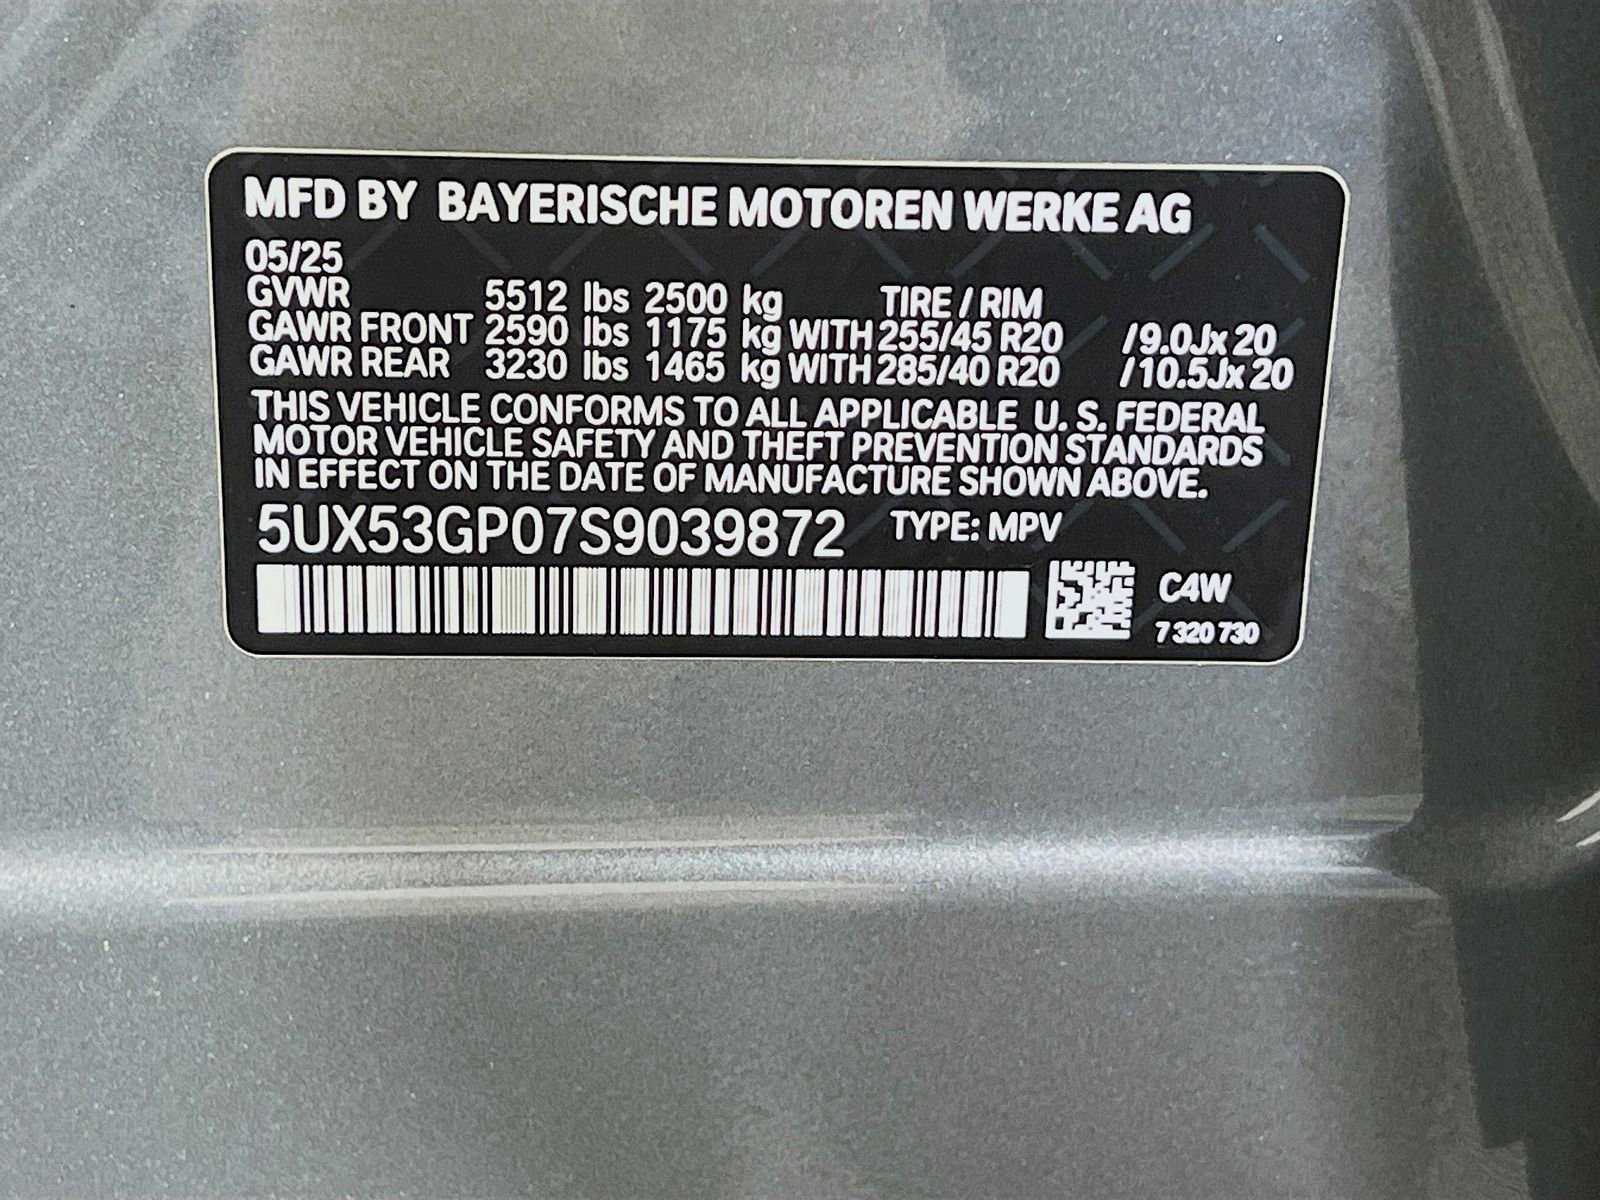 MFD BY BAYERISCHE MOTOREN WERKE AG
05/25
GVWR 5512 lbs 2500 kg TIRE / RIM
GAWR FRONT 2590 lbs 1175 kg WITH 255/45 R20 /9.0Jx20
GAWR REAR 3230 lbs 1465 kg WITH 285/40 R20 /10.5Jx20
THIS VEHICLE CONFORMS TO ALL APPLICABLE U. S. FEDERAL
MOTOR VEHICLE SAFETY AND THEFT PREVENTION STANDARDS
IN EFFECT ON THE DATE OF MANUFACTURE SHOWN ABOVE.
5UX53GP07S9039872 TYPE: MPV
C4W
7 320 730